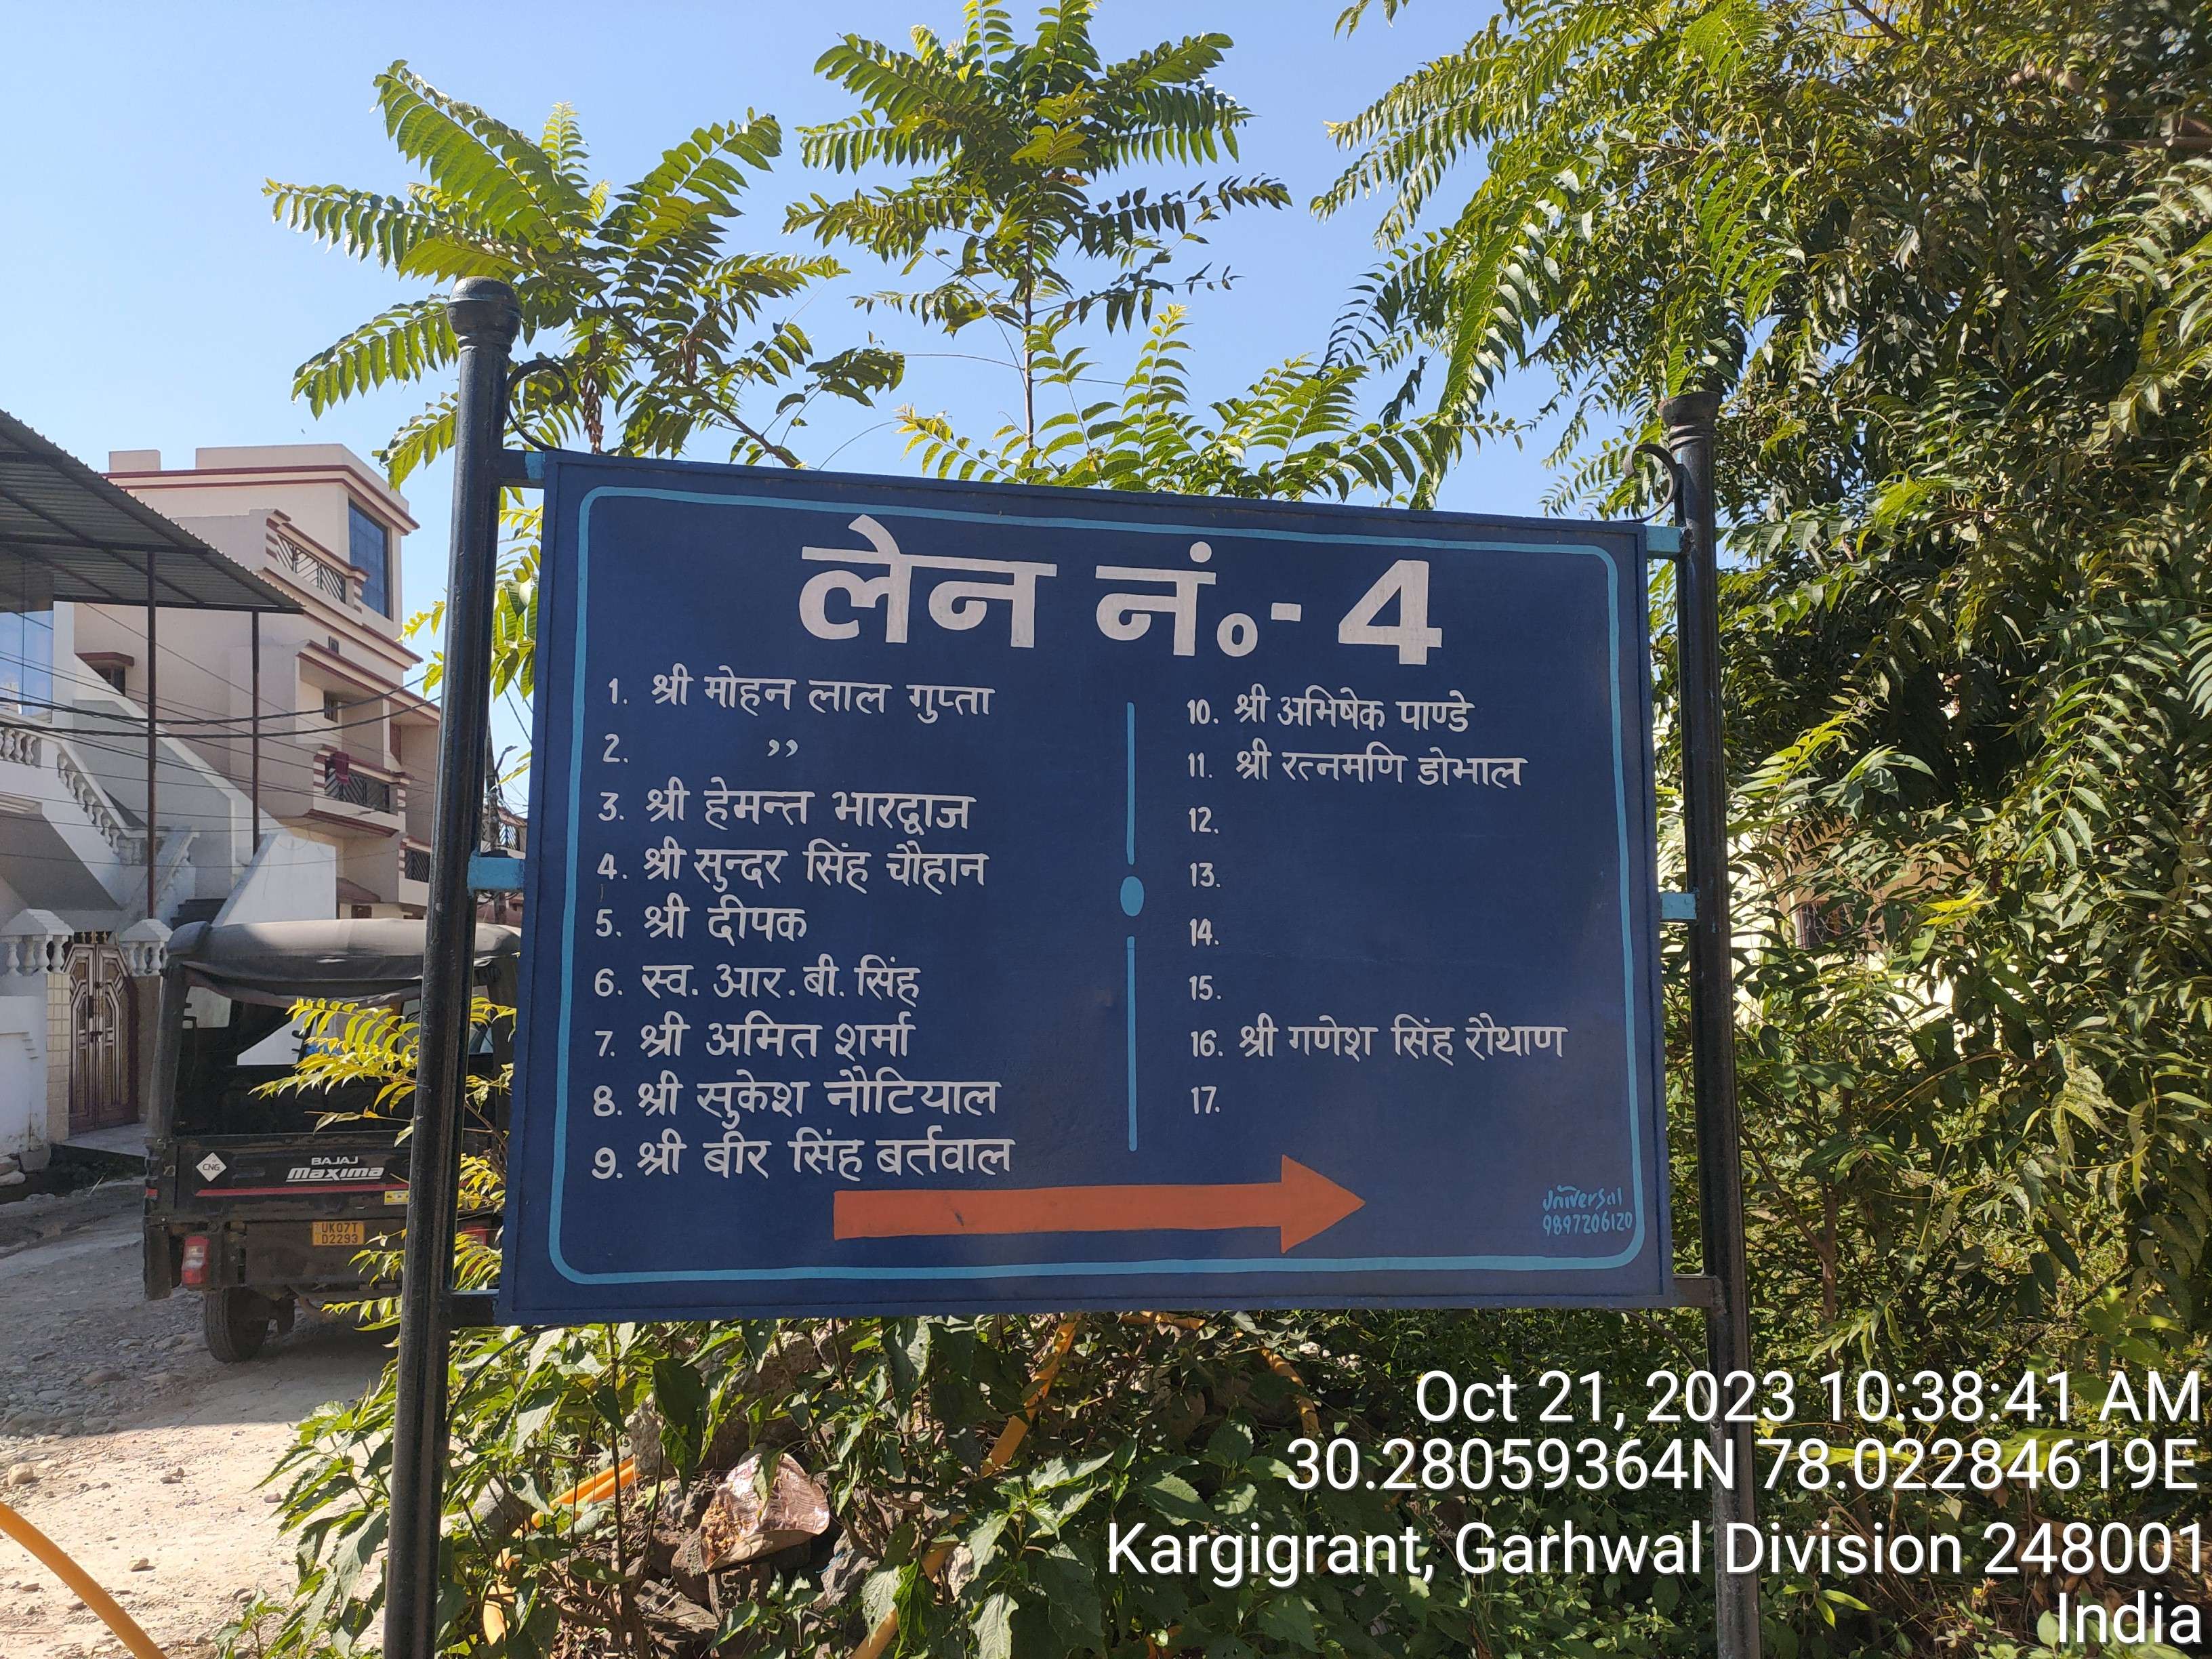 लेन नं॰- 4
1. श्री मोहन लाल गुप्ता
2. ,,
3. श्री हेमन्त भारद्वाज
4. श्री सुन्दर सिंह चौहान
5. श्री दीपक
6. स्व. आर. बी. सिंह
7. श्री अमित शर्मा
8. श्री सुकेश नौटियाल
9. श्री बीर सिंह बर्तवाल
10. श्री अभिषेक पाण्डे
11. श्री रत्नमणि डोभाल
12.
13.
14.
15.
16. श्री गणेश सिंह रौथाण
17.
Universal
9897206120
CNG
BAJAJ
maxima
UK07T
D2293
Oct 21, 2023 10:38:41 AM
30.28059364N 78.02284619E
Kargigrant, Garhwal Division 248001
India